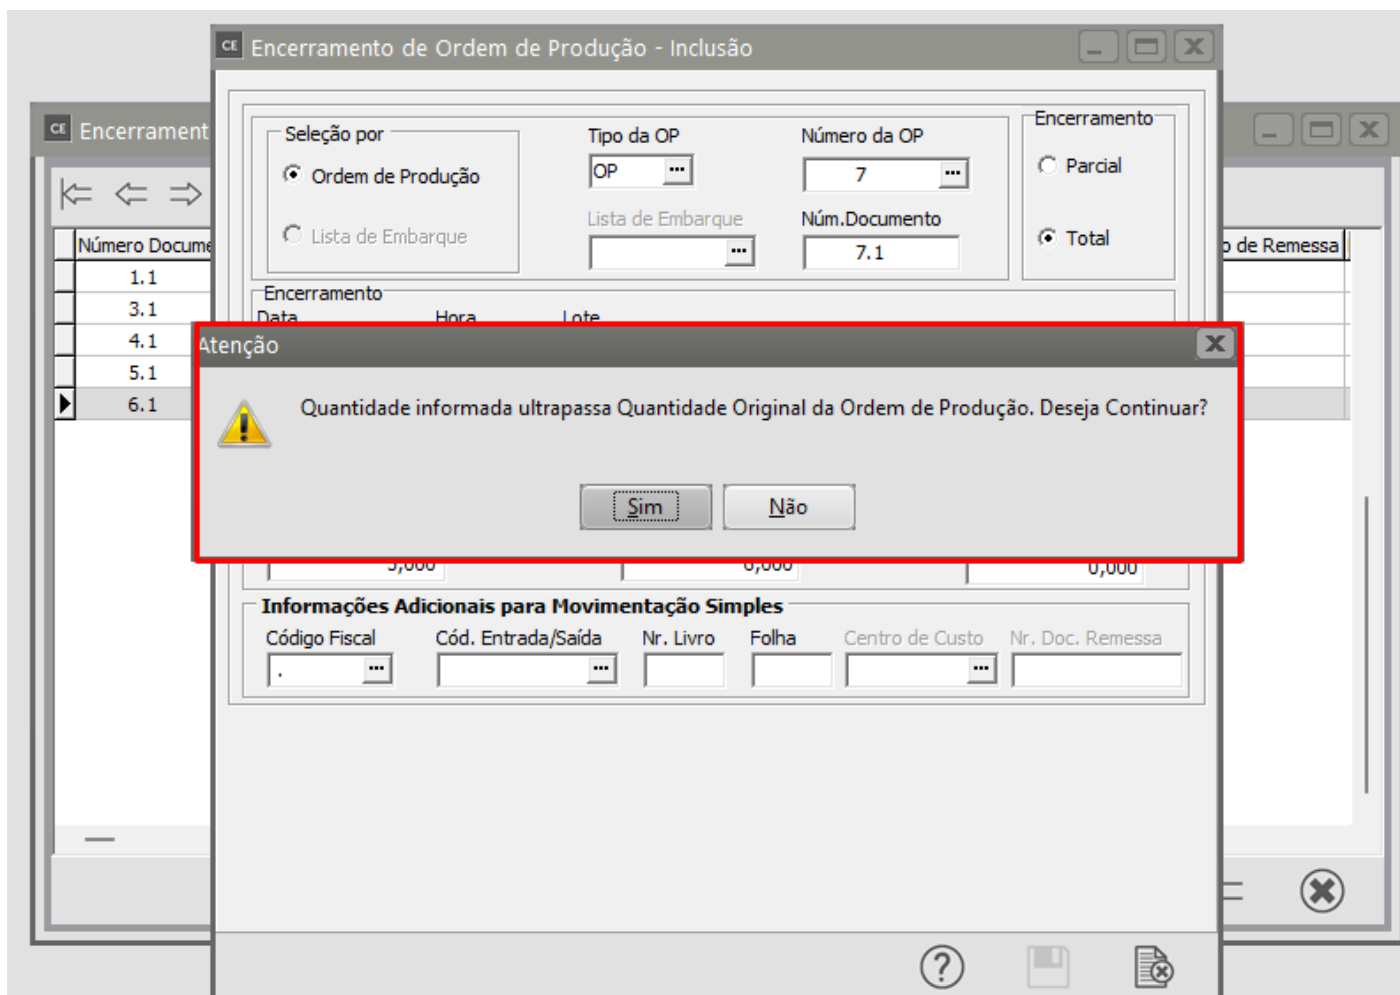 CE Encerramento de Ordem de Produção - Inclusão
CE Encerrament
Seleção por
Ordem de Produção
Lista de Embarque
Tipo da OP
OP ...
Número da OP
7 ...
Lista de Embarque
...
Núm.Documento
7.1
Encerramento
Parcial
Total
Número Docume
o de Remessa
1.1
3.1
4.1
5.1
6.1
Encerramento
Data Hora Lote
Atenção
Quantidade informada ultrapassa Quantidade Original da Ordem de Produção. Deseja Continuar?
Sim Não
0,000
Informações Adicionais para Movimentação Simples
Código Fiscal Cód. Entrada/Saída Nr. Livro Folha Centro de Custo Nr. Doc. Remessa
. ... ... ...